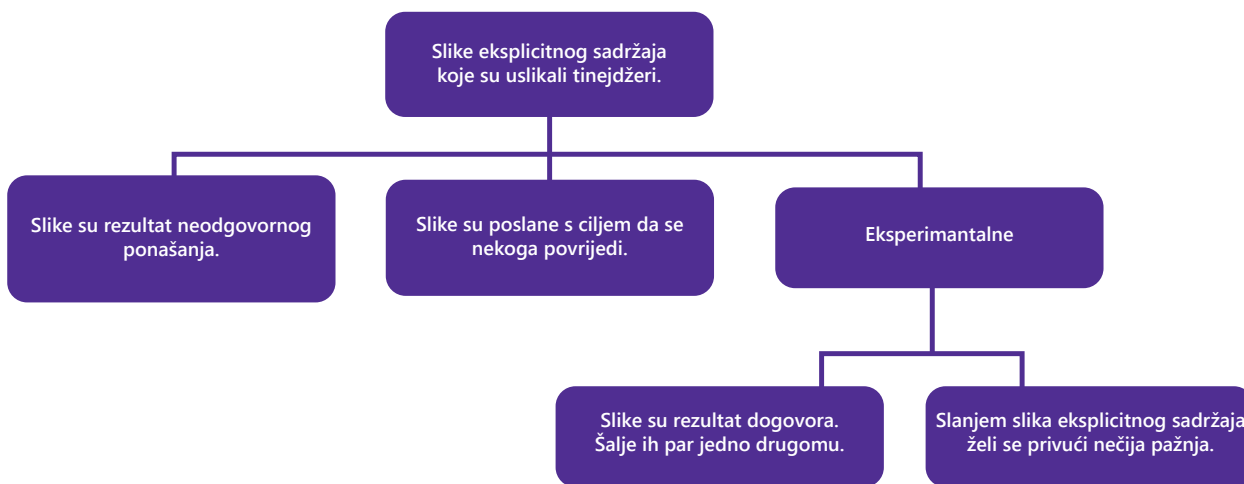 Slike eksplicitnog sadržaja
koje su uslikali tinejdžeri.
Slike su rezultat neodgovornog
ponašanja.
Slike su poslane s ciljem da se
nekoga povrijedi.
Eksperimantalne
Slike su rezultat dogovora.
Šalje ih par jedno drugomu.
Slanjem slika eksplicitnog sadržaja
želi se privući nečija pažnja.